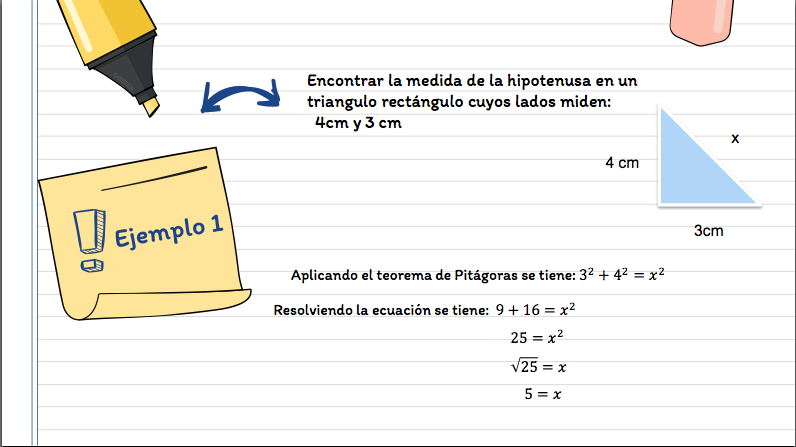 Encontrar la medida de la hipotenusa en un
triangulo rectángulo cuyos lados miden:
4cm y 3 cm
x
4 cm
3cm
Ejemplo 1
Aplicando el teorema de Pitágoras se tiene: 3² + 4² = x²
Resolviendo la ecuación se tiene: 9 + 16 = x²
25 = x²
√25 = x
5 = x